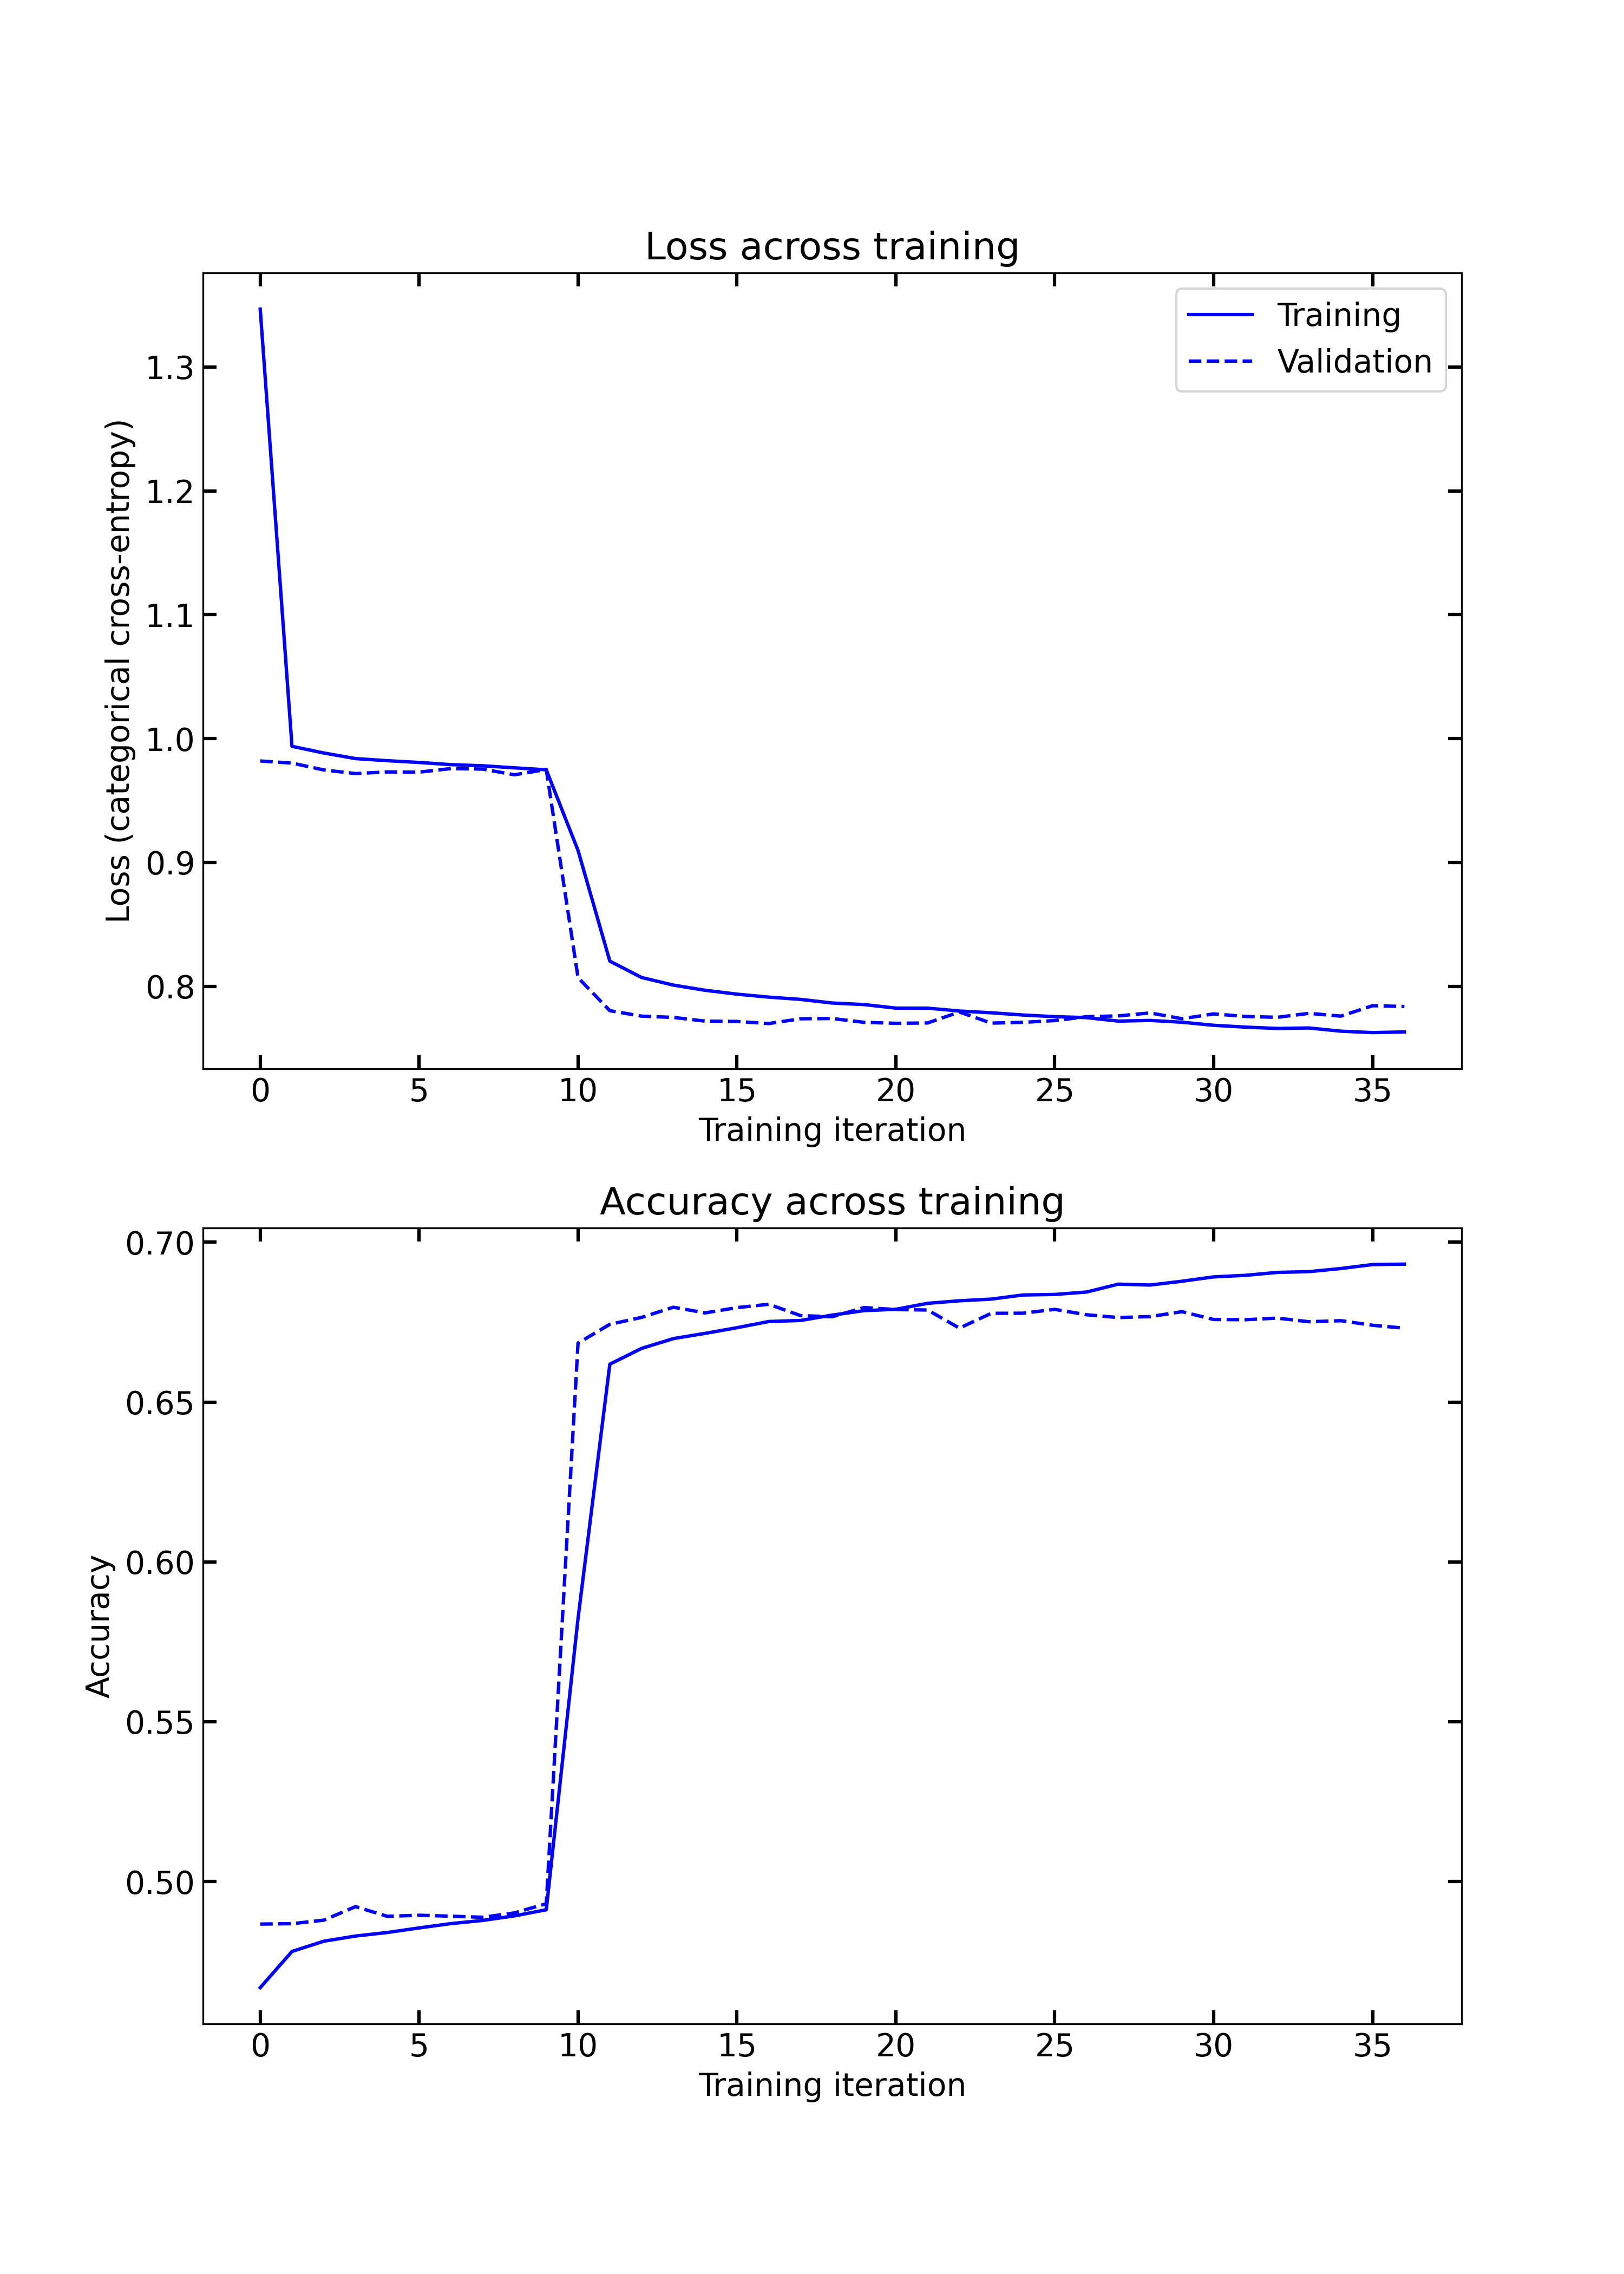 Loss across training
Training
Validation
Loss (categorical cross-entropy)
1.3
1.2
1.1
1.0
0.9
0.8
0 5 10 15 20 25 30 35
Training iteration
Accuracy across training
Accuracy
0.70
0.65
0.60
0.55
0.50
0 5 10 15 20 25 30 35
Training iteration